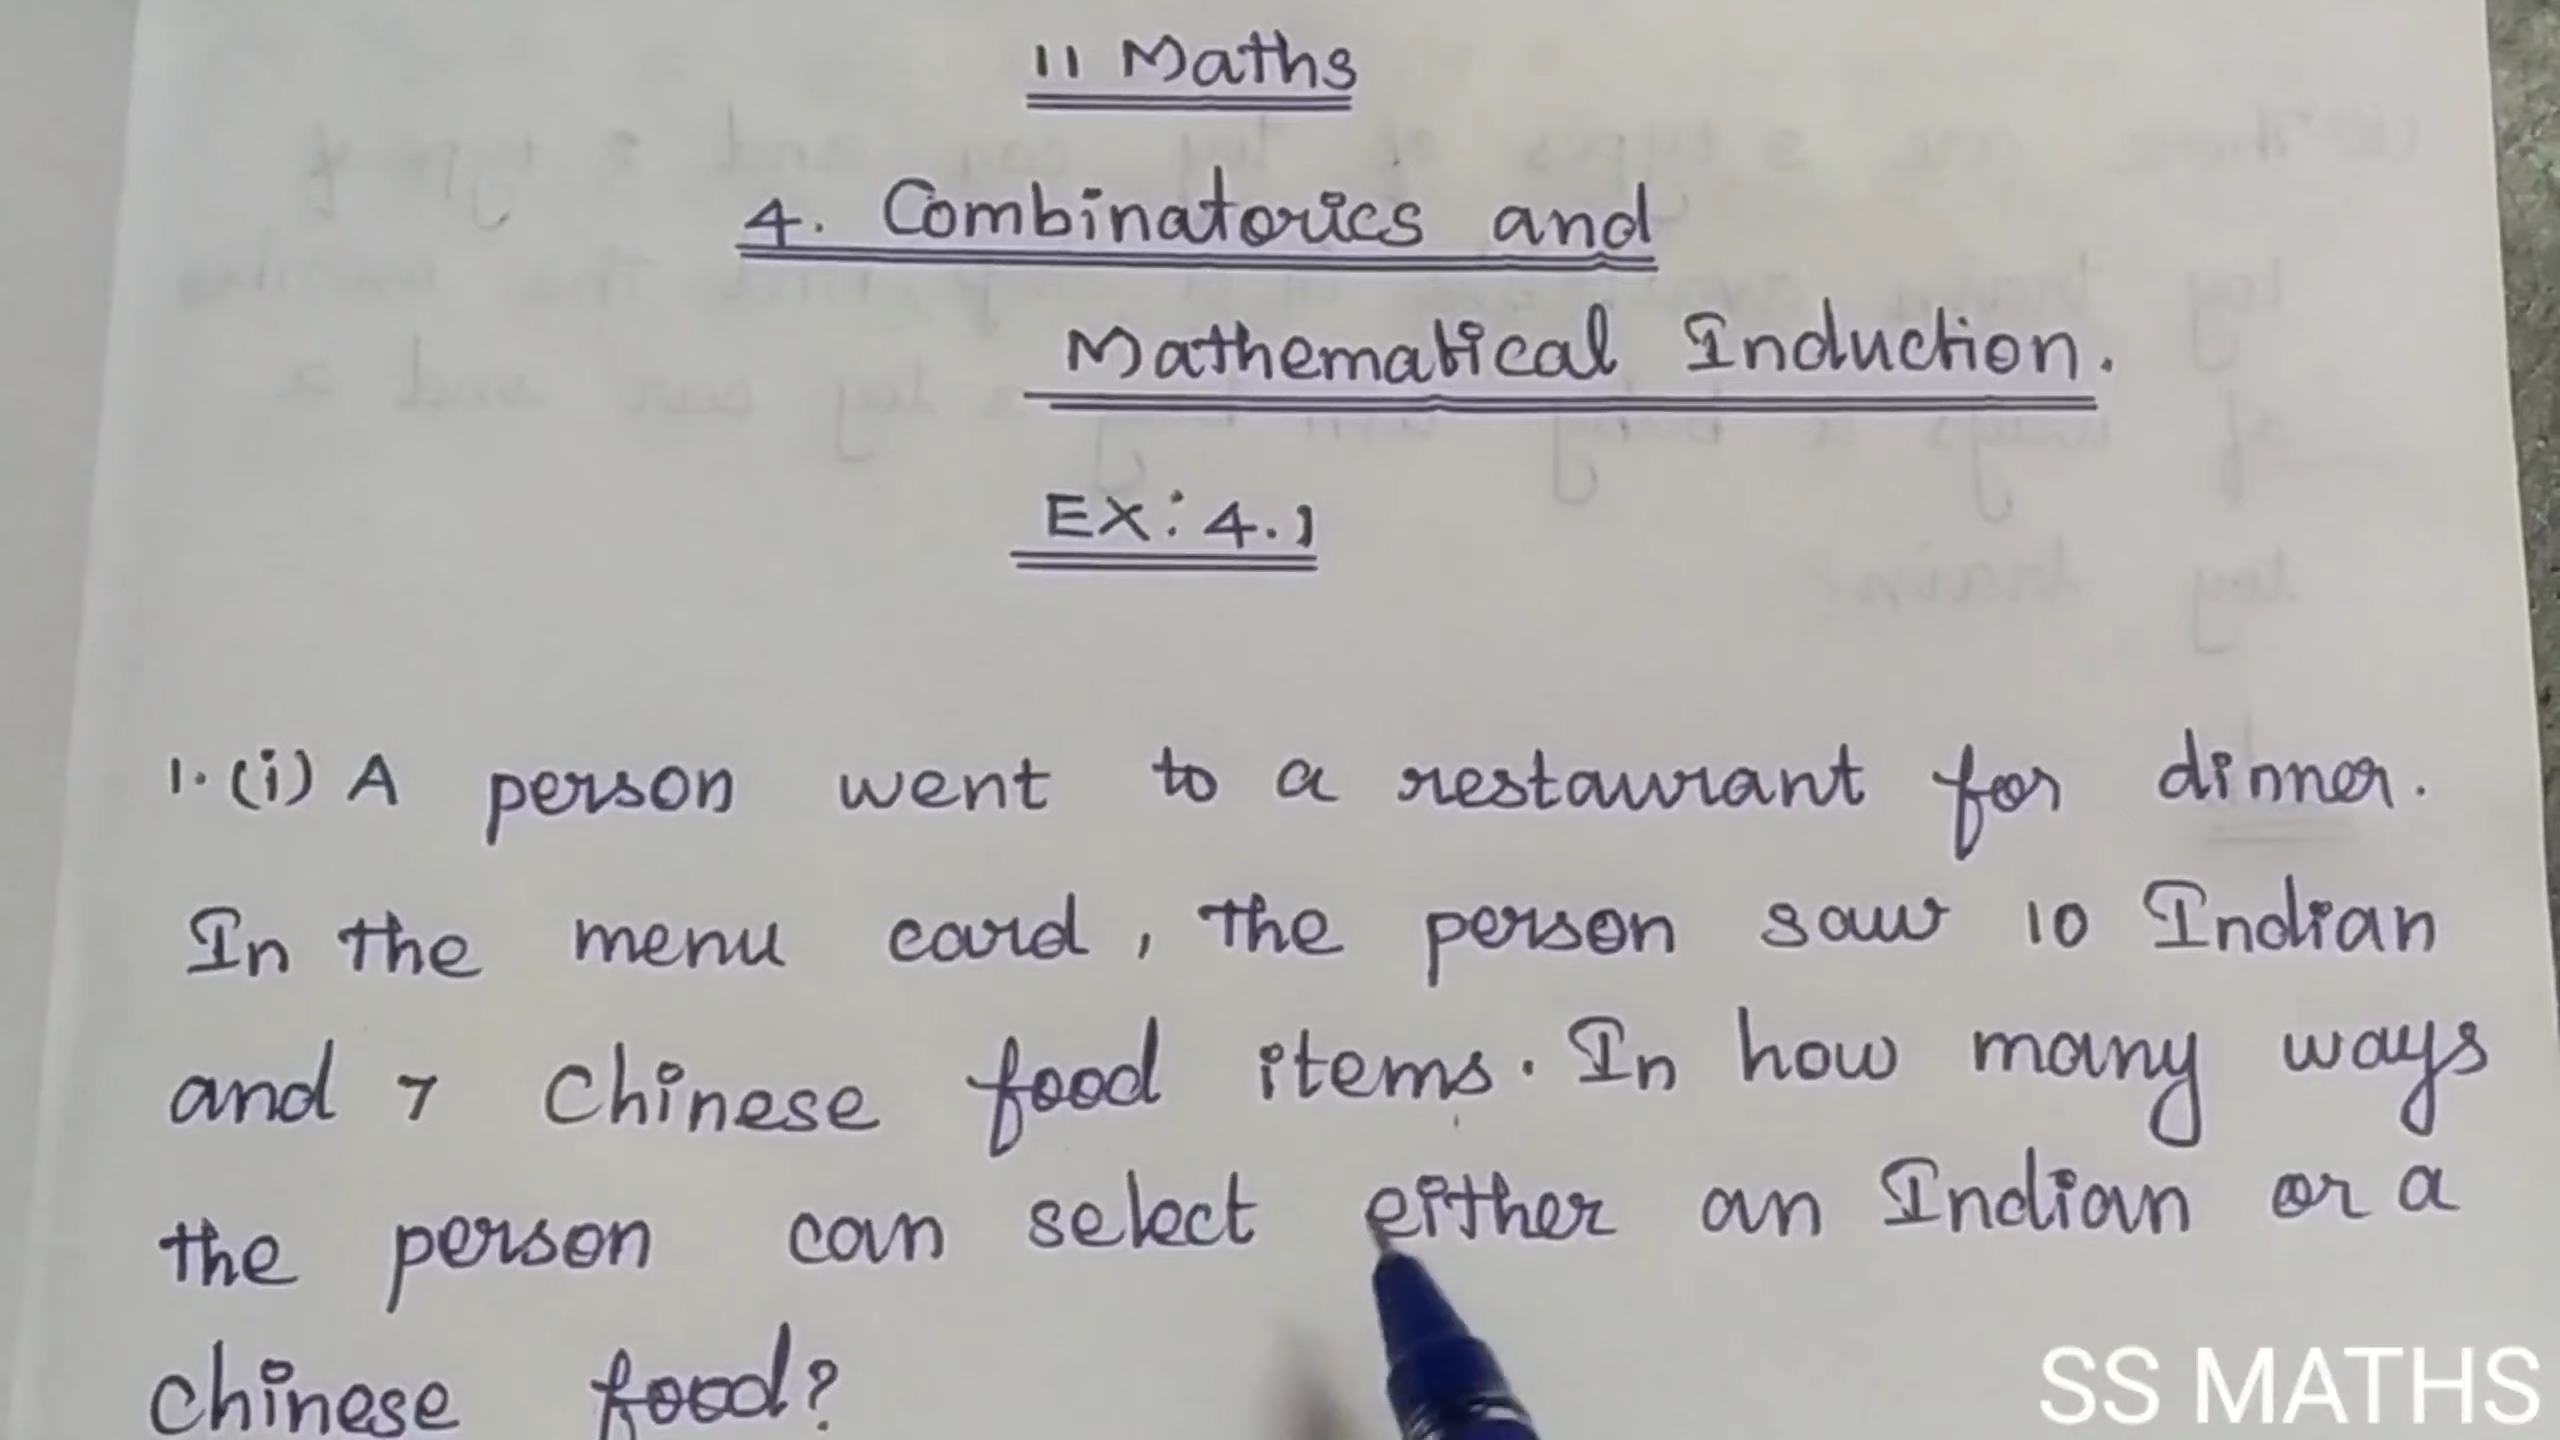 11 Maths
4. Combinatorics and
Mathematical Induction.
EX: 4.1
1. (i) A person went to a restaurant for dinner.
In the menu card, the person saw 10 Indian
and 7 Chinese food items. In how many ways
the person can select either an Indian or a
Chinese food?
SS MATHS